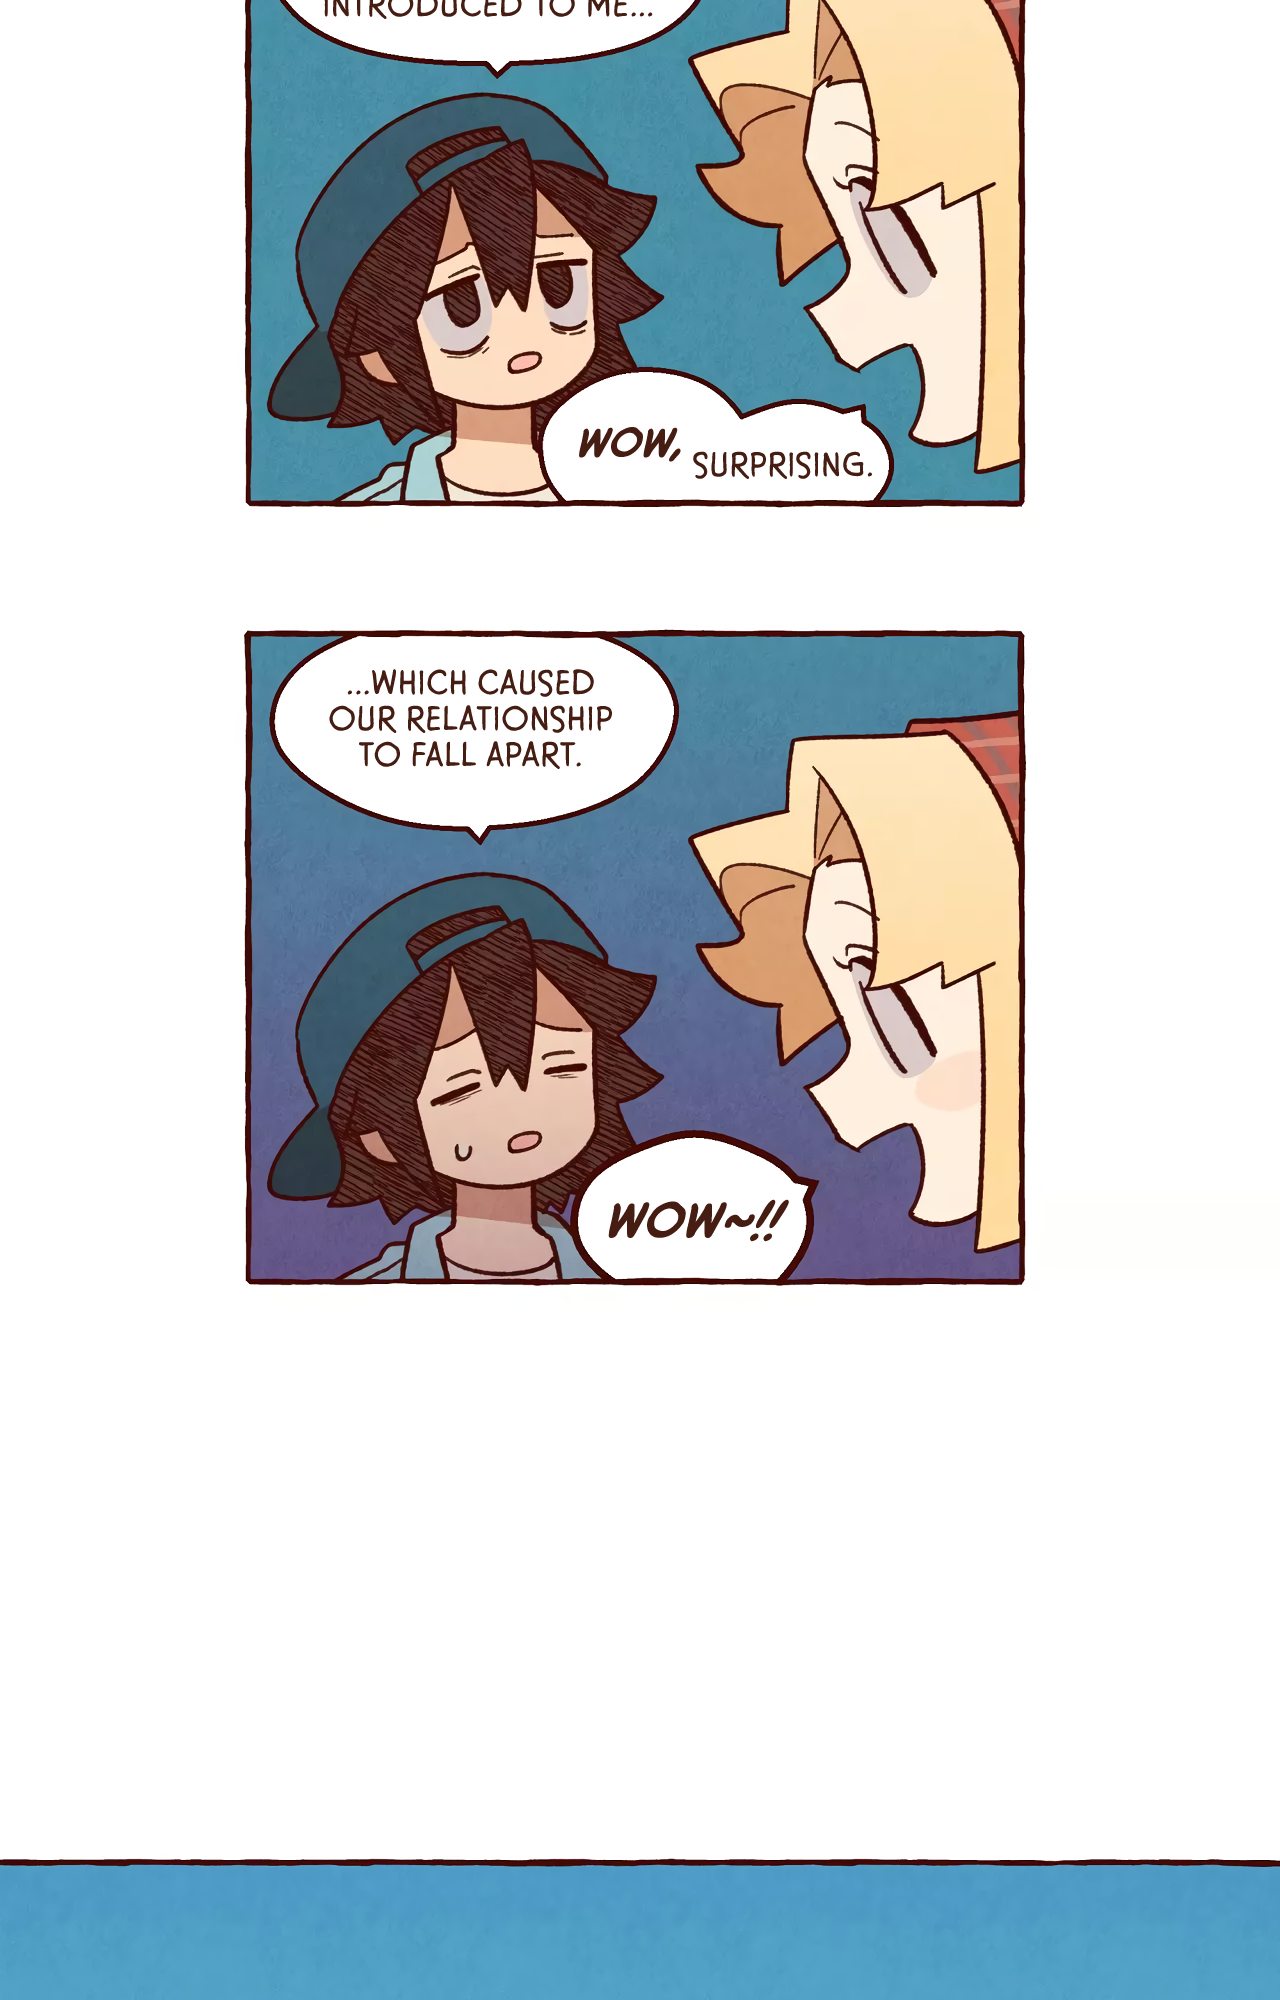 INTRODUCED TO ME...
WOW,
SURPRISING.
...WHICH CAUSED
OUR RELATIONSHIP
TO FALL APART.
WOW~!!